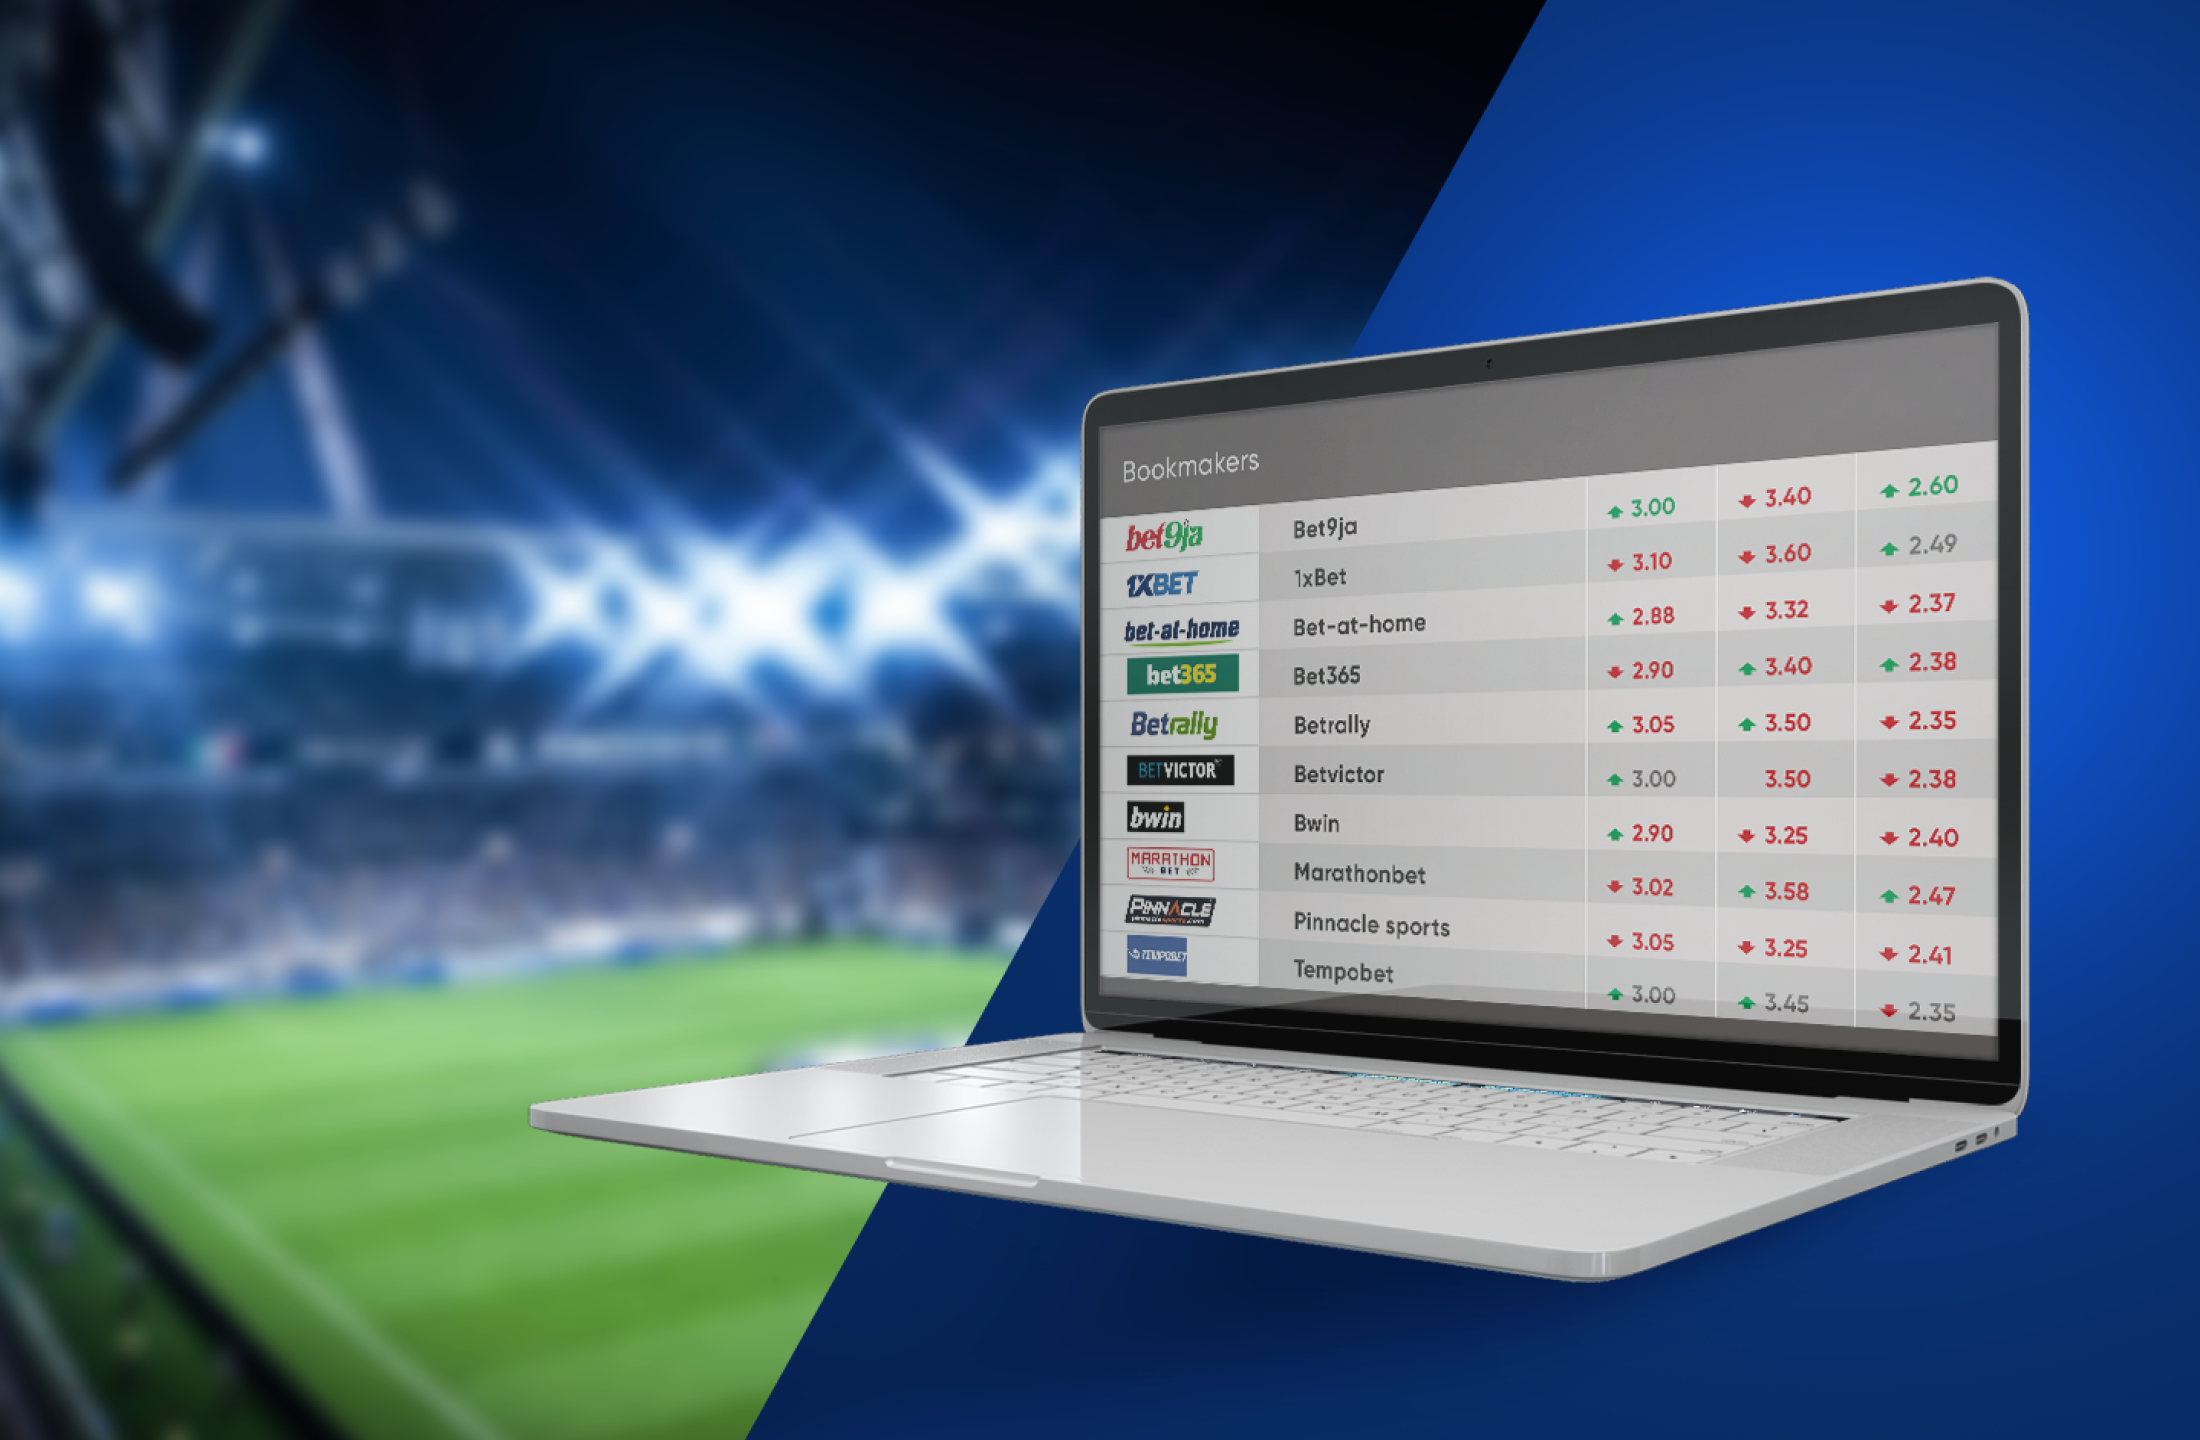 Bookmakers
bet9ja Bet9ja 3.00 3.40 2.60
1XBET 1xBet 3.10 3.60 2.49
bet-at-home Bet-at-home 2.88 3.32 2.37
bet365 Bet365 2.90 3.40 2.38
Betrally Betrally 3.05 3.50 2.35
BETVICTOR Betvictor 3.00 3.50 2.38
bwin Bwin 2.90 3.25 2.40
MARATHON BET Marathonbet 3.02 3.58 2.47
PINNACLE Pinnacle sports 3.05 3.25 2.41
TEMPOBET Tempobet 3.00 3.45 2.35